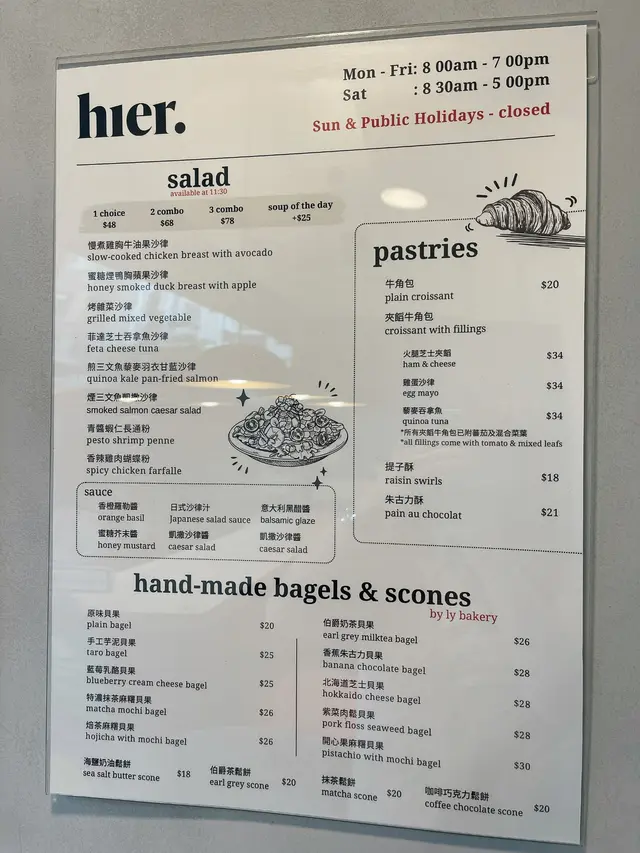 hıer.
Mon - Fri: 8 00am - 7 00pm
Sat : 8 30am - 5 00pm
Sun & Public Holidays - closed
salad
available at 11:30
1 choice 2 combo 3 combo soup of the day
$48 $68 $78 +$25
慢煮雞胸牛油果沙律
slow-cooked chicken breast with avocado
蜜糖煙鴨胸蘋果沙律
honey smoked duck breast with apple
烤雜菜沙律
grilled mixed vegetable
菲達芝士吞拿魚沙律
feta cheese tuna
煎三文魚藜麥羽衣甘藍沙律
quinoa kale pan-fried salmon
煙三文魚凱撒沙律
smoked salmon caesar salad
青醬蝦仁長通粉
pesto shrimp penne
香辣雞肉蝴蝶粉
spicy chicken farfalle
sauce
香橙羅勒醬 日式沙律汁 意大利黑醋醬
orange basil Japanese salad sauce balsamic glaze
蜜糖芥末醬 凱撒沙律醬 凱撒沙律醬
honey mustard caesar salad caesar salad
pastries
牛角包
plain croissant $20
夾餡牛角包
croissant with fillings
火腿芝士夾餡
ham & cheese $34
雞蛋沙律
egg mayo $34
藜麥吞拿魚
quinoa tuna $34
*所有夾餡牛角包已附蕃茄及混合菜葉
*all fillings come with tomato & mixed leafs
提子酥
raisin swirls $18
朱古力酥
pain au chocolat $21
hand-made bagels & scones
by ly bakery
原味貝果
plain bagel $20
手工芋泥貝果
taro bagel $25
藍莓乳酪貝果
blueberry cream cheese bagel $25
特濃抹茶麻糬貝果
matcha mochi bagel $26
焙茶麻糬貝果
hojicha with mochi bagel $26
伯爵奶茶貝果
earl grey milktea bagel $26
香蕉朱古力貝果
banana chocolate bagel $28
北海道芝士貝果
hokkaido cheese bagel $28
紫菜肉鬆貝果
pork floss seaweed bagel $28
開心果麻糬貝果
pistachio with mochi bagel $30
海鹽奶油鬆餅 伯爵茶鬆餅 抹茶鬆餅 咖啡巧克力鬆餅
sea salt butter scone $18 earl grey scone $20 matcha scone $20 coffee chocolate scone $20